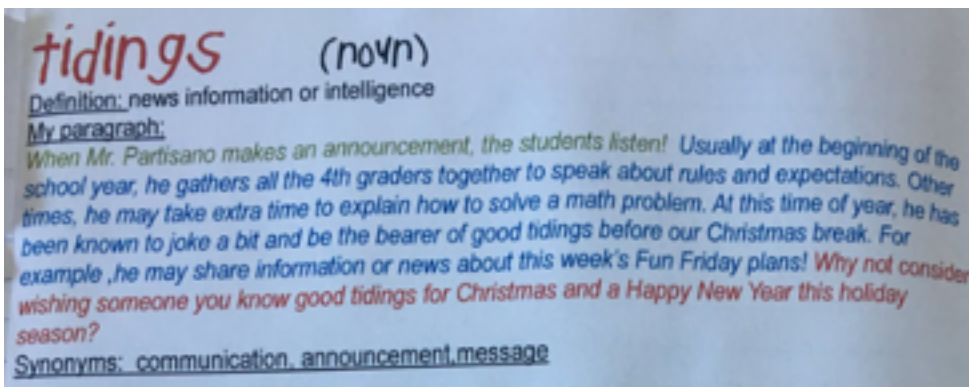 tidings (noun)
Definition: news information or intelligence
My paragraph:
When Mr. Partisano makes an announcement, the students listen! Usually at the beginning of the
school year, he gathers all the 4th graders together to speak about rules and expectations. Other
times, he may take extra time to explain how to solve a math problem. At this time of year, he has
been known to joke a bit and be the bearer of good tidings before our Christmas break. For
example ,he may share information or news about this week's Fun Friday plans! Why not consider
wishing someone you know good tidings for Christmas and a Happy New Year this holiday
season?
Synonyms: communication, announcement,message